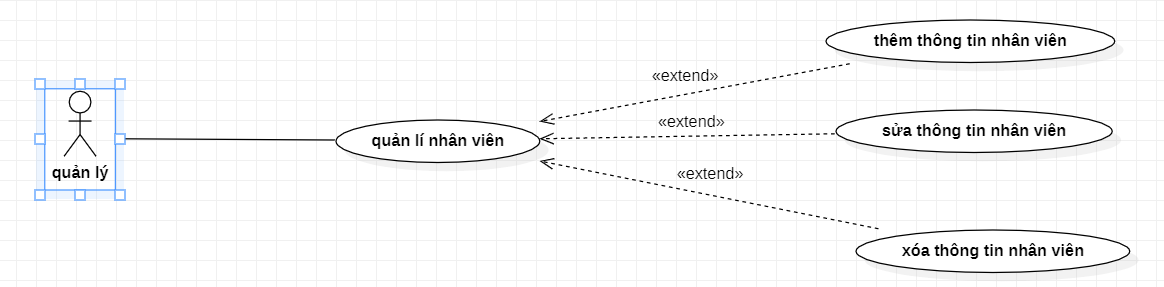 thêm thông tin nhân viên
«extend»
«extend»
sửa thông tin nhân viên
quản lí nhân viên
quản lý
«extend»
xóa thông tin nhân viên